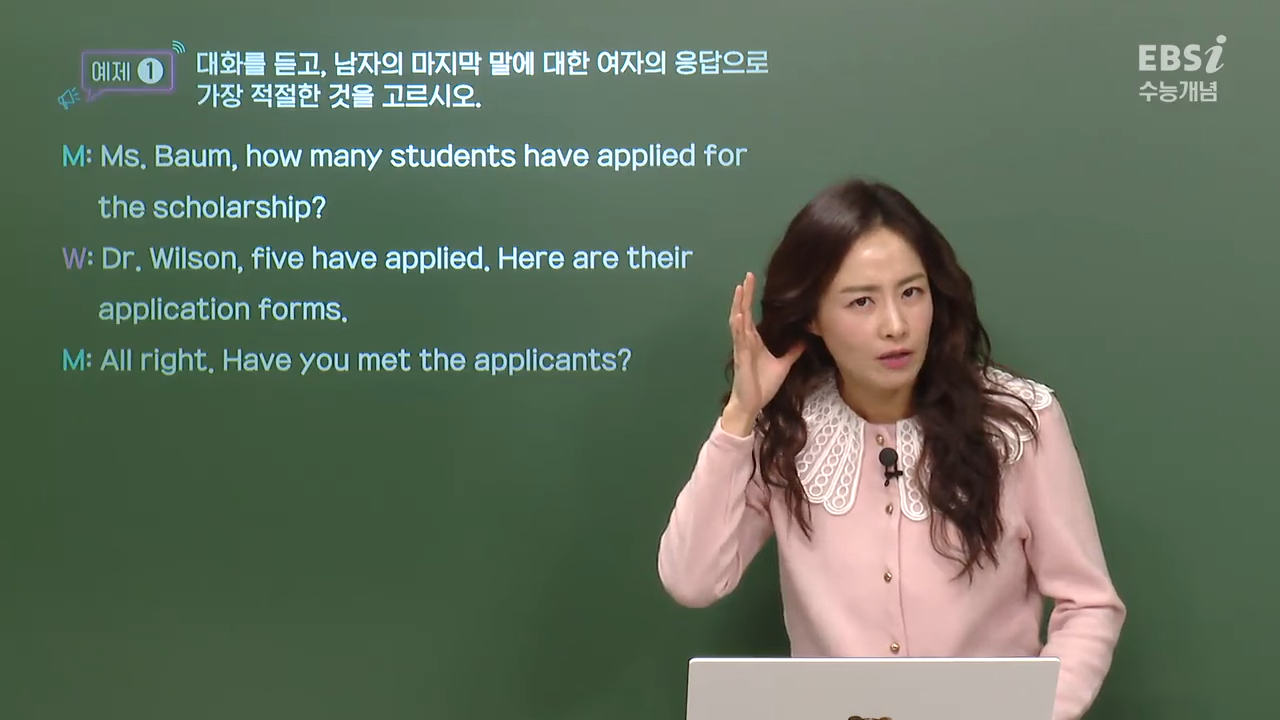 예제 1
대화를 듣고, 남자의 마지막 말에 대한 여자의 응답으로
가장 적절한 것을 고르시오.
EBSi
수능개념
M: Ms. Baum, how many students have applied for
the scholarship?
W: Dr. Wilson, five have applied. Here are their
application forms.
M: All right. Have you met the applicants?